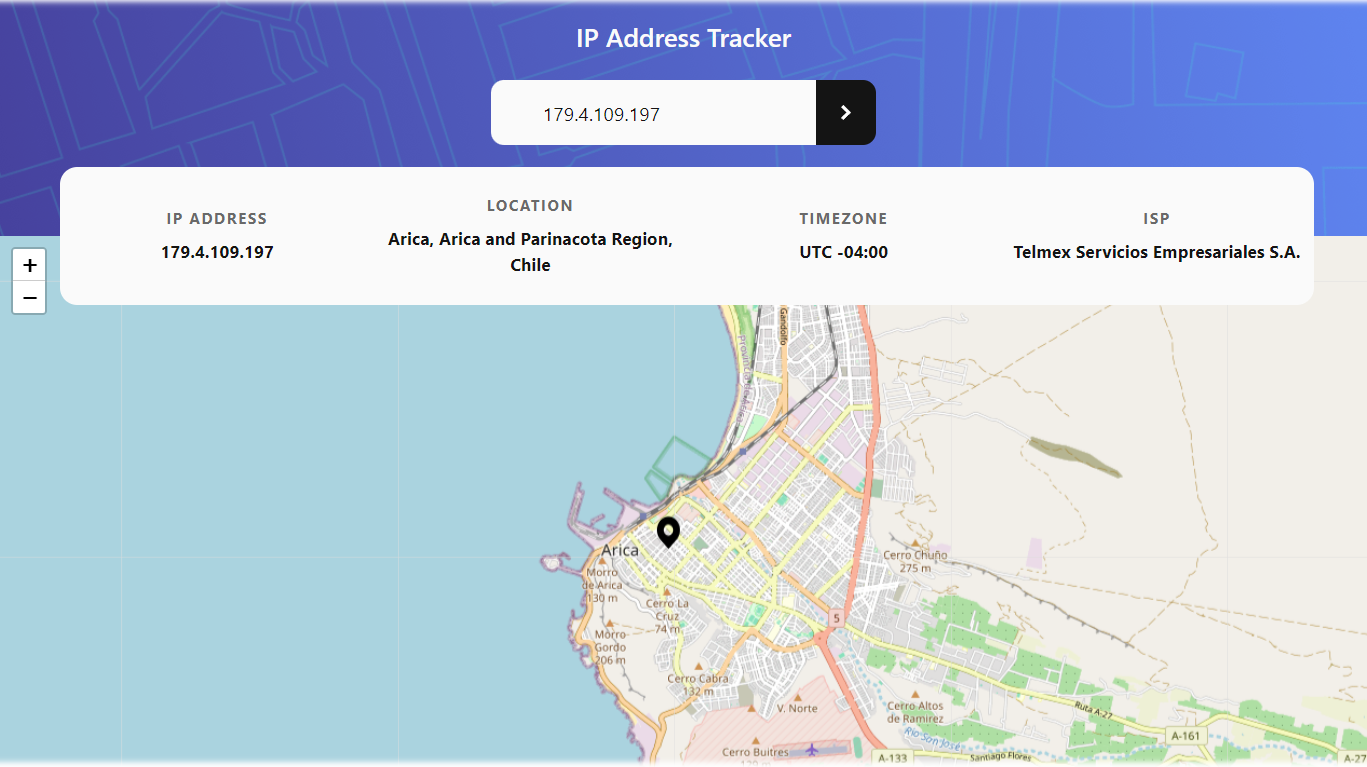 IP Address Tracker
179.4.109.197
IP ADDRESS
179.4.109.197
LOCATION
Arica, Arica and Parinacota Region,
Chile
TIMEZONE
UTC -04:00
ISP
Telmex Servicios Empresariales S.A.
+
−
Gandolfo
Arica
Morro
de Arica
130 m
Cerro La
Cruz
74 m
Morro
Gordo
206 m
Cerro Cabra
132 m
Cerro Chuño
275 m
5
V. Norte
Cerro Altos
de Ramirez
Río San José
Ruta A-27
A-161
Cerro Buitres
A-133
Santiago Flores